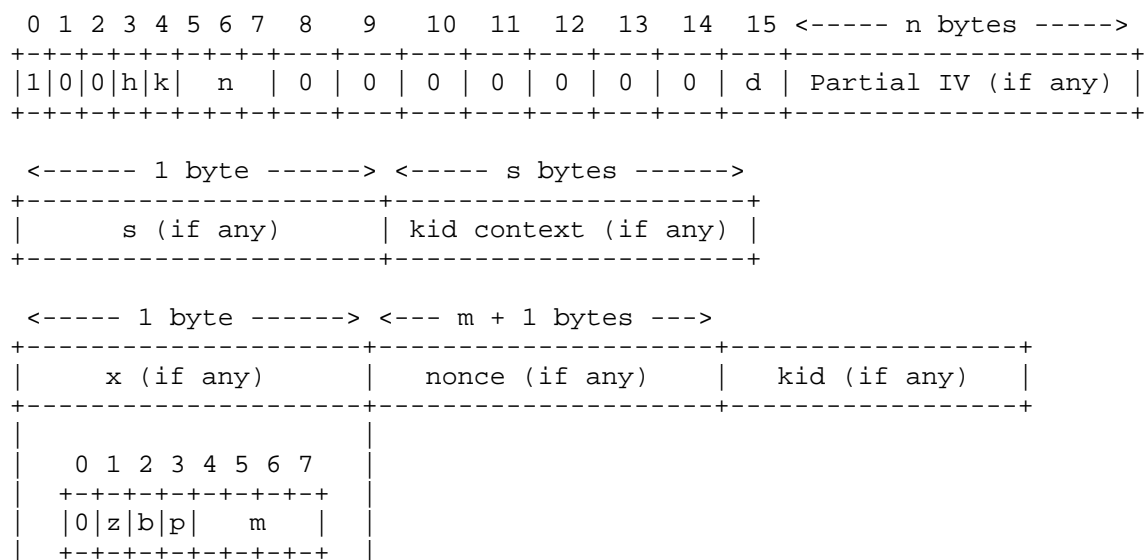 0 1 2 3 4 5 6 7   8   9   10  11  12  13  14  15 <----- n bytes ----->
+-+-+-+-+-+-+-+-+---+---+---+---+---+---+---+---+---------------------+
|1|0|0|h|k|  n  | 0 | 0 | 0 | 0 | 0 | 0 | 0 | d | Partial IV (if any) |
+-+-+-+-+-+-+-+-+---+---+---+---+---+---+---+---+---------------------+
 <------ 1 byte ------> <----- s bytes ------>
+----------------------+----------------------+
|      s (if any)      | kid context (if any) |
+----------------------+----------------------+
 <----- 1 byte ------> <--- m + 1 bytes --->
+---------------------+---------------------+------------------+
|     x (if any)      |   nonce (if any)    |   kid (if any)   |
+---------------------+---------------------+------------------+
|                     |
|   0 1 2 3 4 5 6 7   |
|  +-+-+-+-+-+-+-+-+  |
|  |0|z|b|p|   m   |  |
|  +-+-+-+-+-+-+-+-+  |